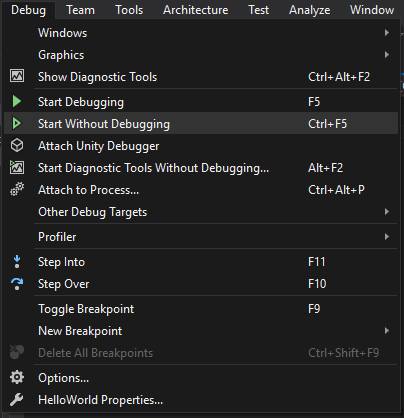 Debug Team Tools Architecture Test Analyze Window
Windows
Graphics
Show Diagnostic Tools Ctrl+Alt+F2
Start Debugging F5
Start Without Debugging Ctrl+F5
Attach Unity Debugger
Start Diagnostic Tools Without Debugging... Alt+F2
Attach to Process... Ctrl+Alt+P
Other Debug Targets
Profiler
Step Into F11
Step Over F10
Toggle Breakpoint F9
New Breakpoint
Delete All Breakpoints Ctrl+Shift+F9
Options...
HelloWorld Properties...